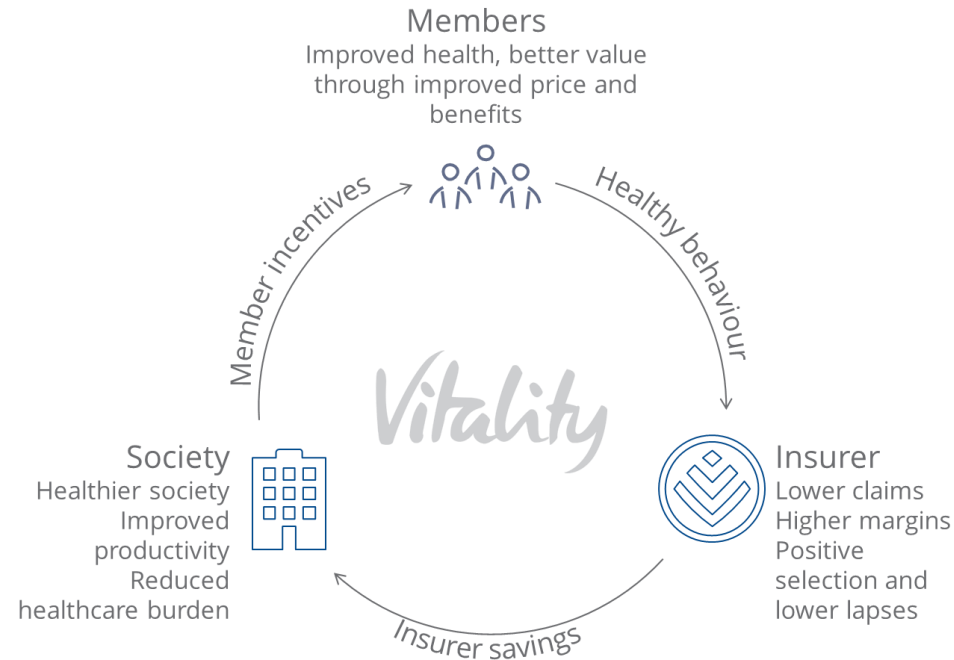 Members
Improved health, better value
through improved price and
benefits
Member incentives
Healthy behaviour
Vitality
Society
Healthier society
Improved
productivity
Reduced
healthcare burden
Insurer
Lower claims
Higher margins
Positive
selection and
lower lapses
Insurer savings